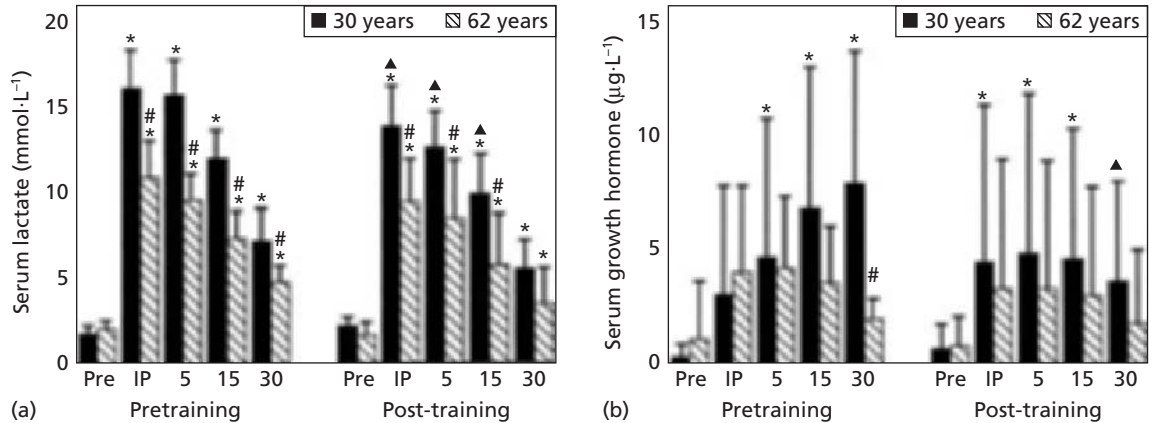 30 years 62 years
Serum lactate (mmol·L⁻¹)
20
15
10
5
0
* * * * * * * * * * * * * * * *
# # # # # # #
▲ ▲ ▲
Pre IP 5 15 30 Pre IP 5 15 30
(a) Pretraining Post-training
30 years 62 years
Serum growth hormone (µg·L⁻¹)
15
10
5
0
* * * * * *
#
▲
Pre IP 5 15 30 Pre IP 5 15 30
(b) Pretraining Post-training